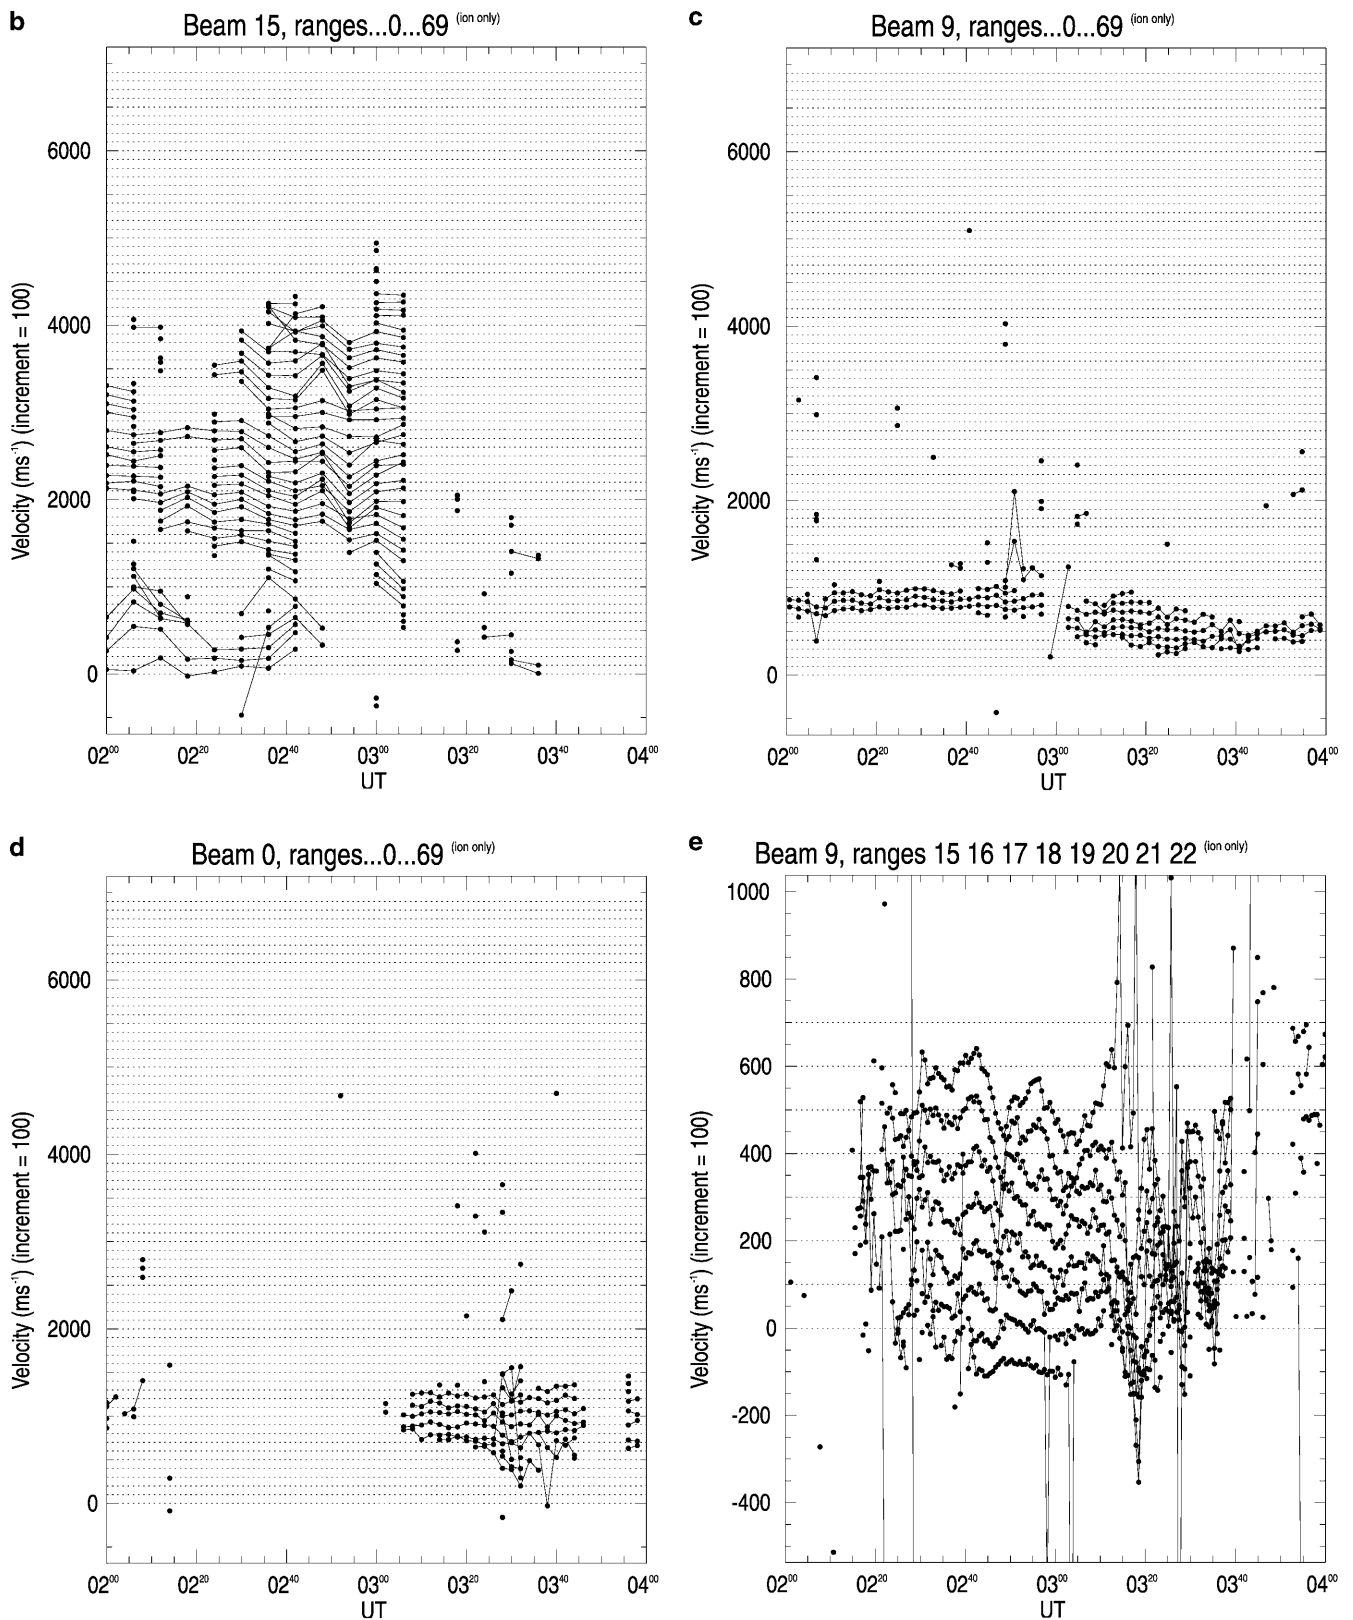 b
Beam 15, ranges...0...69 (ion only)
Velocity (ms⁻¹) (increment = 100)
6000
4000
2000
0
02⁰⁰ 02²⁰ 02⁴⁰ 03⁰⁰ 03²⁰ 03⁴⁰ 04⁰⁰
UT
c
Beam 9, ranges...0...69 (ion only)
Velocity (ms⁻¹) (increment = 100)
6000
4000
2000
0
02⁰⁰ 02²⁰ 02⁴⁰ 03⁰⁰ 03²⁰ 03⁴⁰ 04⁰⁰
UT
d
Beam 0, ranges...0...69 (ion only)
Velocity (ms⁻¹) (increment = 100)
6000
4000
2000
0
02⁰⁰ 02²⁰ 02⁴⁰ 03⁰⁰ 03²⁰ 03⁴⁰ 04⁰⁰
UT
e
Beam 9, ranges 15 16 17 18 19 20 21 22 (ion only)
Velocity (ms⁻¹) (increment = 100)
1000
800
600
400
200
0
-200
-400
02⁰⁰ 02²⁰ 02⁴⁰ 03⁰⁰ 03²⁰ 03⁴⁰ 04⁰⁰
UT